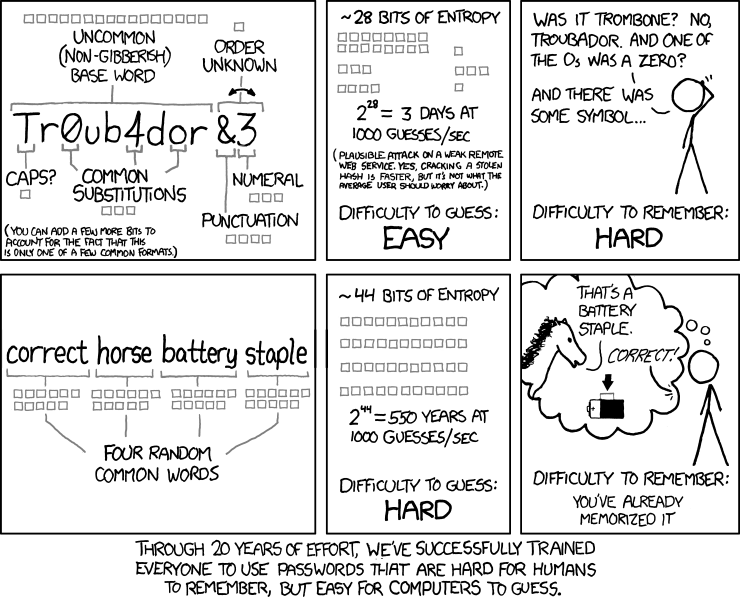 UNCOMMON
(NON-GIBBERISH)
BASE WORD
ORDER
UNKNOWN
Tr0ub4dor &3
CAPS?
COMMON
SUBSTITUTIONS
NUMERAL
PUNCTUATION
(YOU CAN ADD A FEW MORE BITS TO
ACCOUNT FOR THE FACT THAT THIS
IS ONLY ONE OF A FEW COMMON FORMATS.)
~28 BITS OF ENTROPY
2^28 = 3 DAYS AT
1000 GUESSES/SEC
(PLAUSIBLE ATTACK ON A WEAK REMOTE
WEB SERVICE. YES, CRACKING A STOLEN
HASH IS FASTER, BUT IT'S NOT WHAT THE
AVERAGE USER SHOULD WORRY ABOUT.)
DIFFICULTY TO GUESS:
EASY
WAS IT TROMBONE? NO,
TROUBADOR. AND ONE OF
THE Os WAS A ZERO?
AND THERE WAS
SOME SYMBOL...
DIFFICULTY TO REMEMBER:
HARD
correct horse battery staple
FOUR RANDOM
COMMON WORDS
~44 BITS OF ENTROPY
2^44 = 550 YEARS AT
1000 GUESSES/SEC
DIFFICULTY TO GUESS:
HARD
THAT'S A
BATTERY
STAPLE.
CORRECT!
DIFFICULTY TO REMEMBER:
YOU'VE ALREADY
MEMORIZED IT
THROUGH 20 YEARS OF EFFORT, WE'VE SUCCESSFULLY TRAINED
EVERYONE TO USE PASSWORDS THAT ARE HARD FOR HUMANS
TO REMEMBER, BUT EASY FOR COMPUTERS TO GUESS.